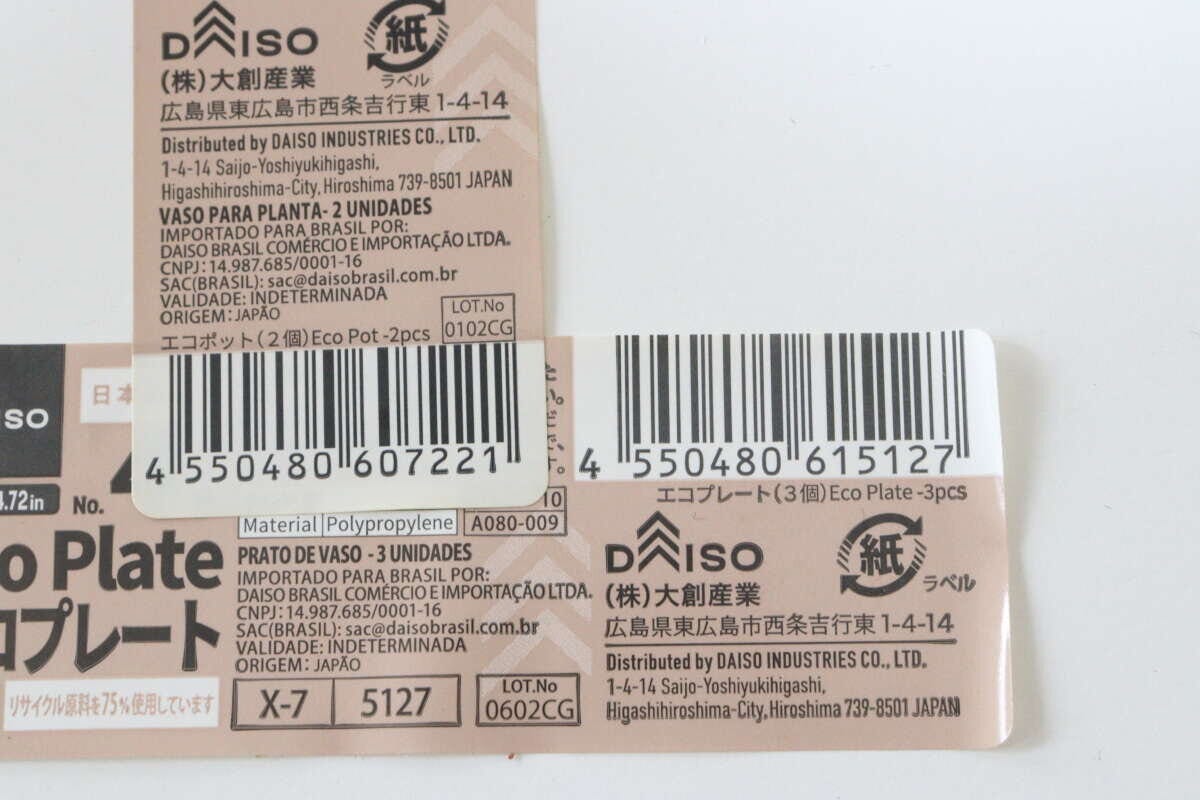 DAISO
紙
ラベル
(株)大創産業
広島県東広島市西条吉行東1-4-14
Distributed by DAISO INDUSTRIES CO., LTD.
1-4-14 Saijo-Yoshiyukihigashi,
Higashihiroshima-City, Hiroshima 739-8501 JAPAN
VASO PARA PLANTA- 2 UNIDADES
IMPORTADO PARA BRASIL POR:
DAISO BRASIL COMÉRCIO E IMPORTAÇÃO LTDA.
CNPJ: 14.987.685/0001-16
SAC(BRASIL): sac@daisobrasil.com.br
VALIDADE: INDETERMINADA
ORIGEM: JAPÃO
LOT.No
0102CG
エコポット(2個)Eco Pot -2pcs
4 550480 607221
ISO
日本
4.72in
No.
o Plate
コプレート
リサイクル原料を75%使用しています
10
Material Polypropylene
A080-009
PRATO DE VASO - 3 UNIDADES
IMPORTADO PARA BRASIL POR:
DAISO BRASIL COMÉRCIO E IMPORTAÇÃO LTDA.
CNPJ: 14.987.685/0001-16
SAC(BRASIL): sac@daisobrasil.com.br
VALIDADE: INDETERMINADA
ORIGEM: JAPÃO
X-7 5127
LOT.No
0602CG
4 550480 615127
エコプレート(3個)Eco Plate -3pcs
DAISO
紙
ラベル
(株)大創産業
広島県東広島市西条吉行東1-4-14
Distributed by DAISO INDUSTRIES CO., LTD.
1-4-14 Saijo-Yoshiyukihigashi,
Higashihiroshima-City, Hiroshima 739-8501 JAPAN